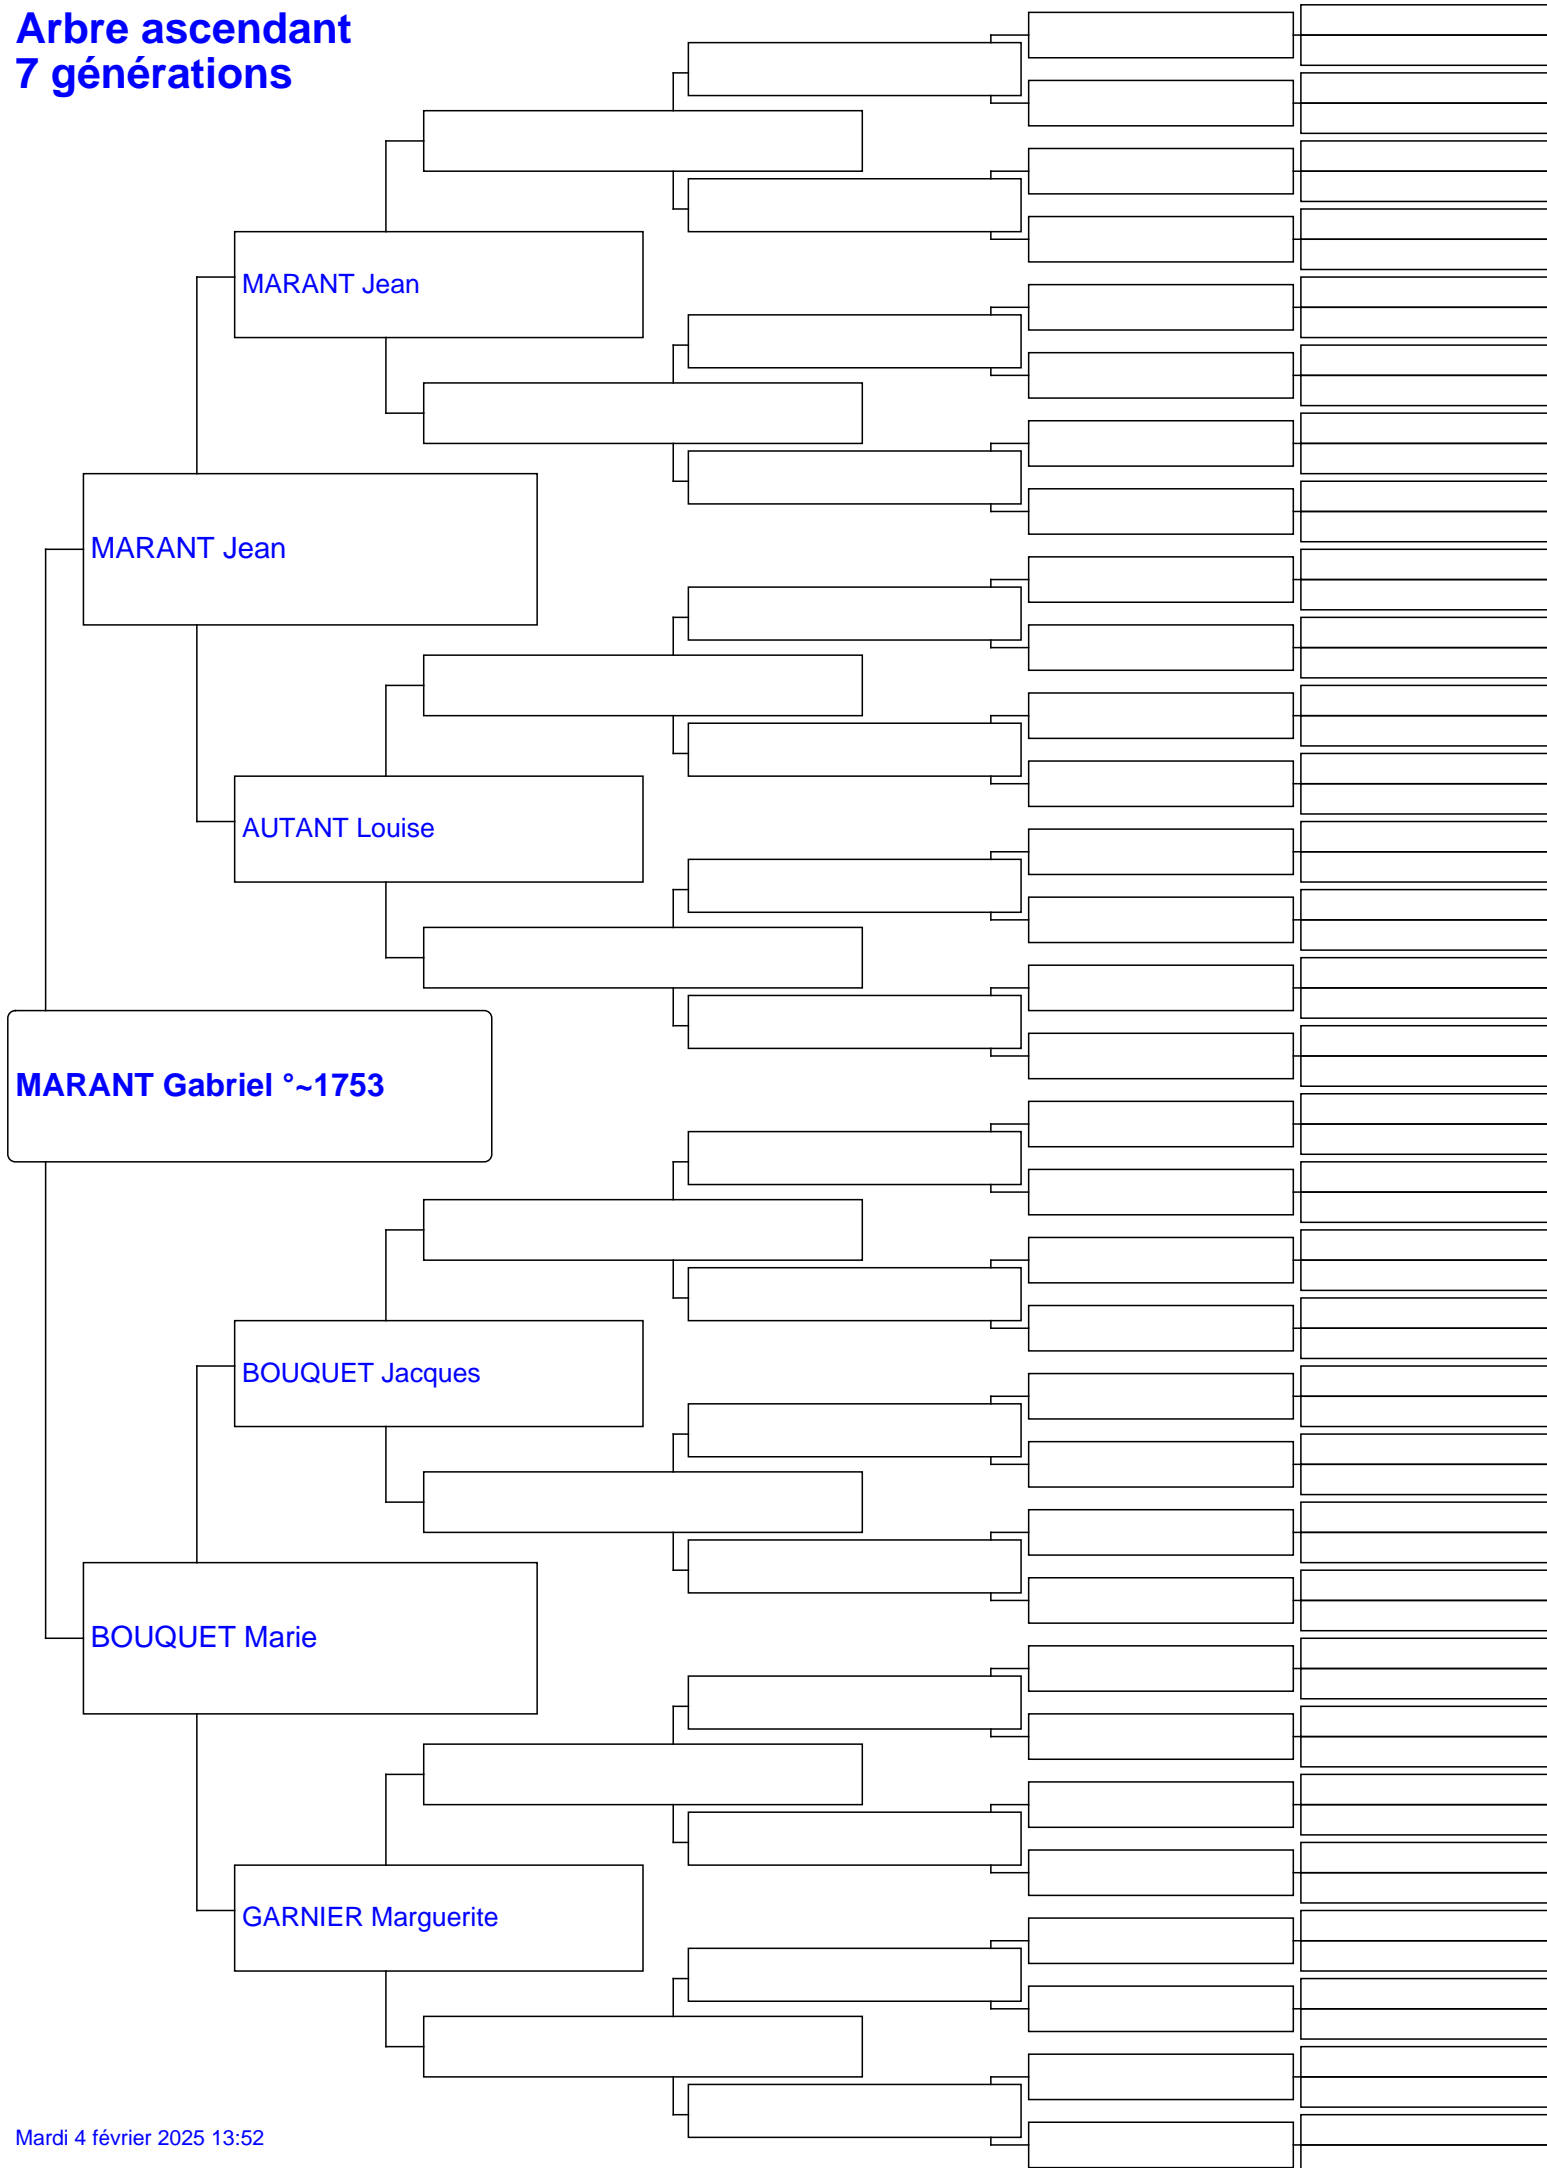 Arbre ascendant
7 générations
MARANT Jean
MARANT Jean
AUTANT Louise
MARANT Gabriel °~1753
BOUQUET Jacques
BOUQUET Marie
GARNIER Marguerite
Mardi 4 février 2025 13:52